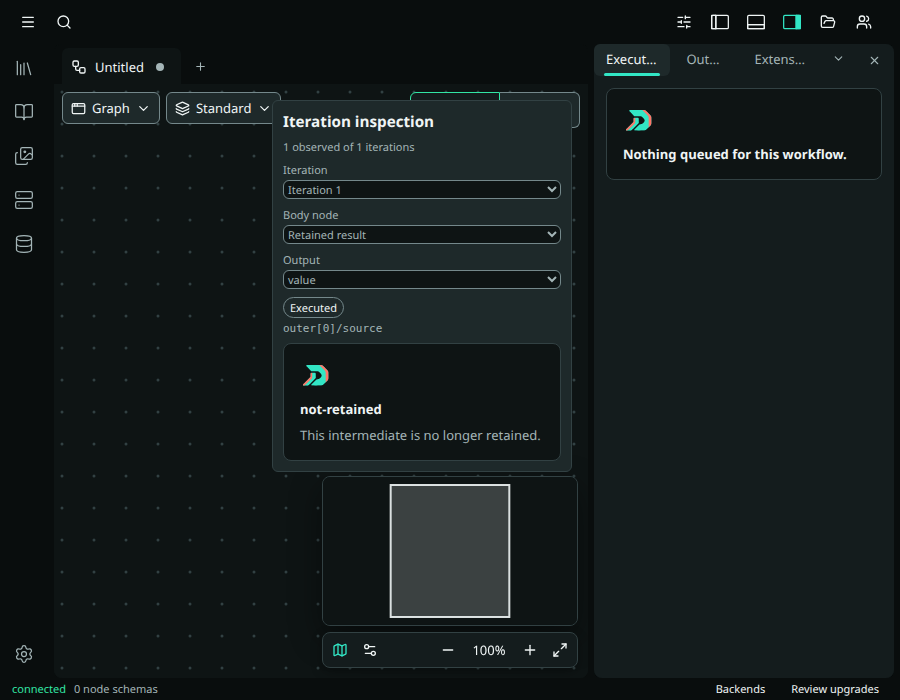 Untitled
Execut...
Out...
Extens...
Graph
Standard
Iteration inspection
1 observed of 1 iterations
Iteration
Iteration 1
Body node
Retained result
Output
value
Executed
outer[0]/source
not-retained
This intermediate is no longer retained.
Nothing queued for this workflow.
100%
connected
0 node schemas
Backends
Review upgrades